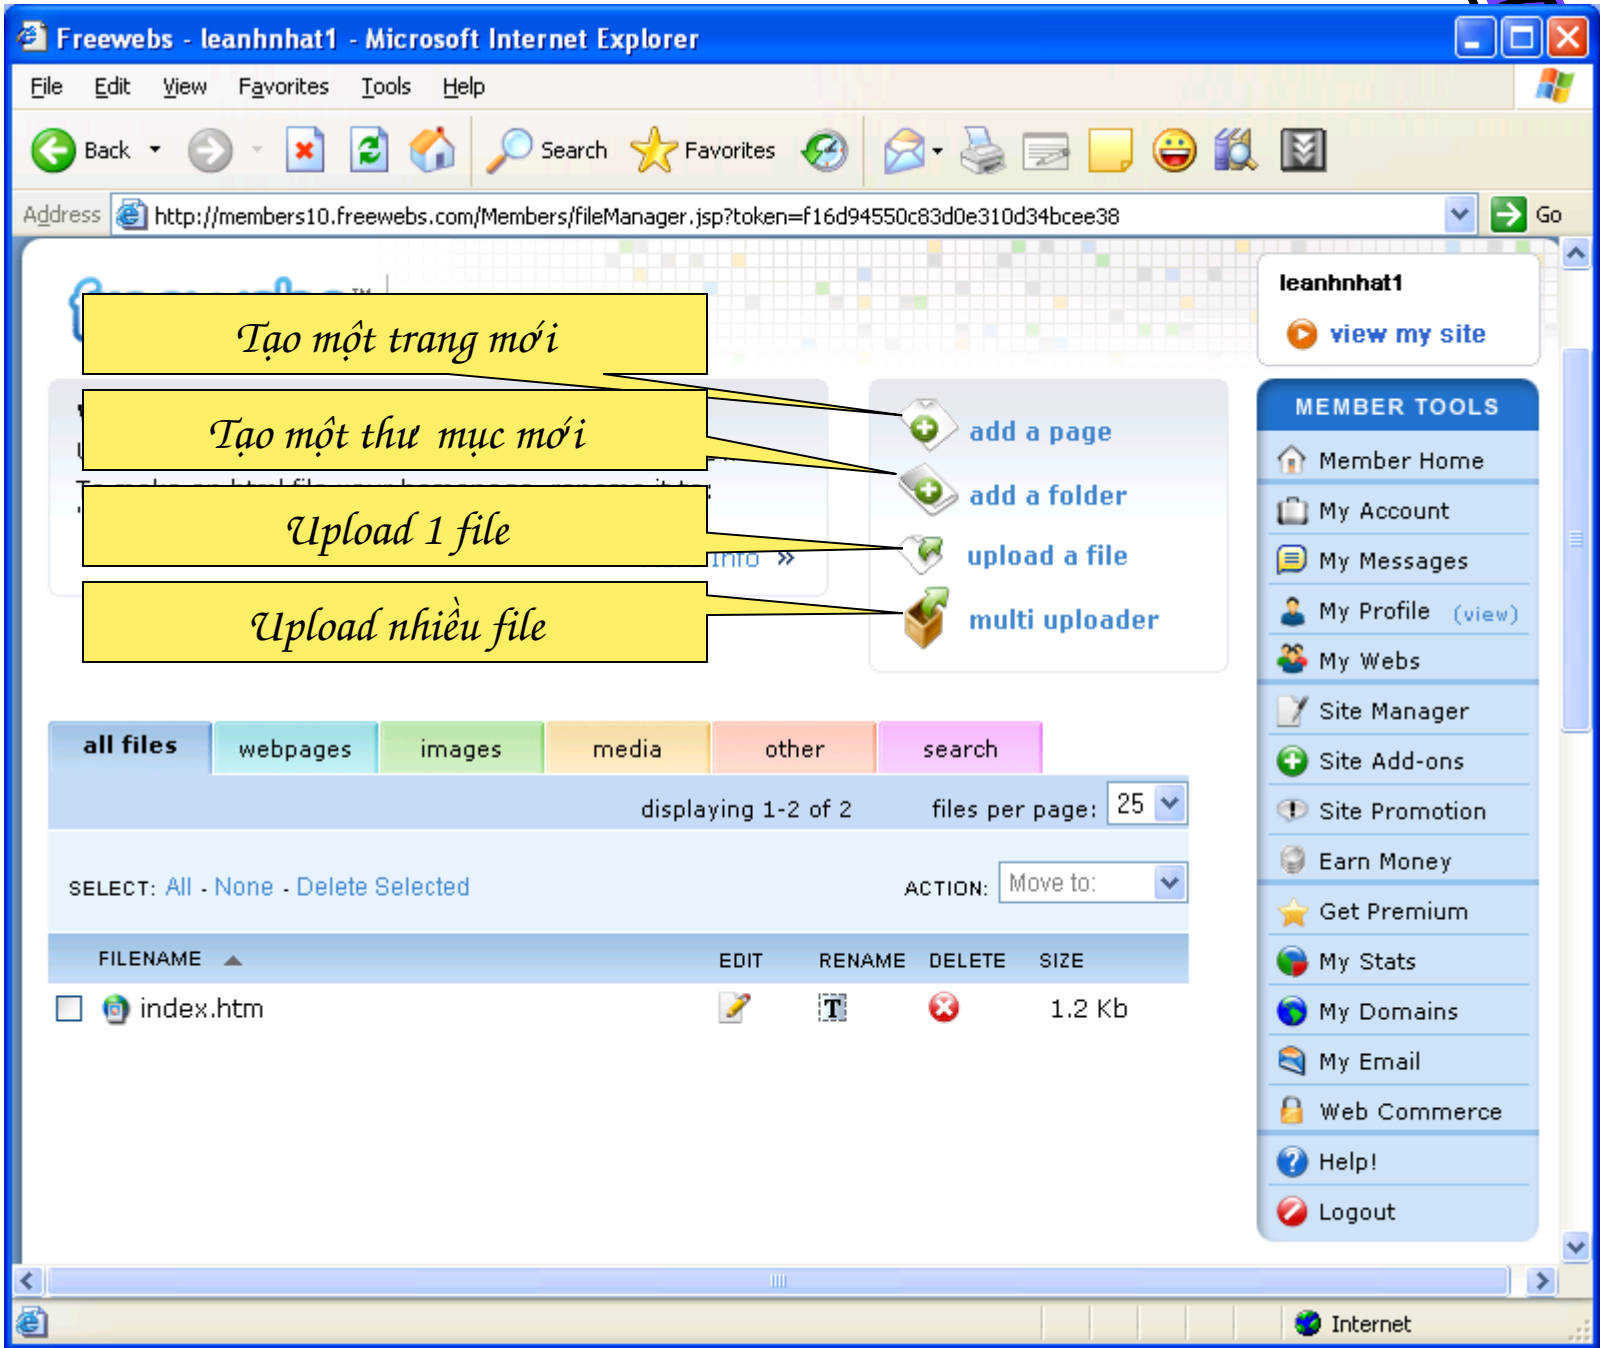 Freewebs - leanhnhat1 - Microsoft Internet Explorer
File Edit View Favorites Tools Help
Back Search Favorites
Address http://members10.freewebs.com/Members/fileManager.jsp?token=f16d94550c83d0e310d34bcee38 Go
leanhnhat1
view my site
Tạo một trang mới
Tạo một thư mục mới
Upload 1 file
Upload nhiều file
Info »
add a page
add a folder
upload a file
multi uploader
all files webpages images media other search
displaying 1-2 of 2 files per page: 25
SELECT: All - None - Delete Selected ACTION: Move to:
FILENAME EDIT RENAME DELETE SIZE
index.htm T 1.2 Kb
MEMBER TOOLS
Member Home
My Account
My Messages
My Profile (view)
My Webs
Site Manager
Site Add-ons
Site Promotion
Earn Money
Get Premium
My Stats
My Domains
My Email
Web Commerce
Help!
Logout
Internet